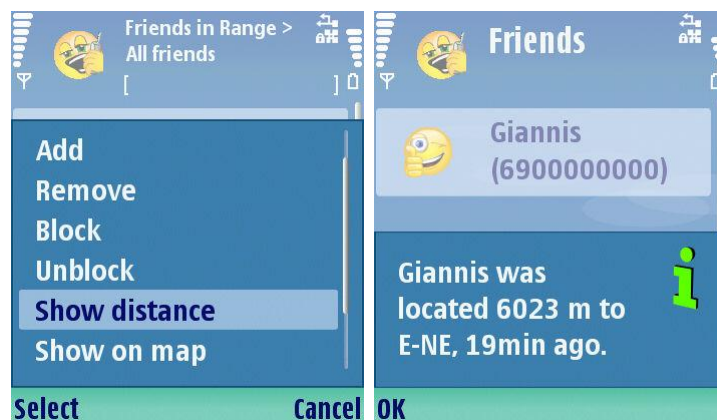 Friends in Range >
All friends
[ ]
Add
Remove
Block
Unblock
Show distance
Show on map
Select Cancel
Friends
Giannis
(6900000000)
Giannis was
located 6023 m to
E-NE, 19min ago.
OK